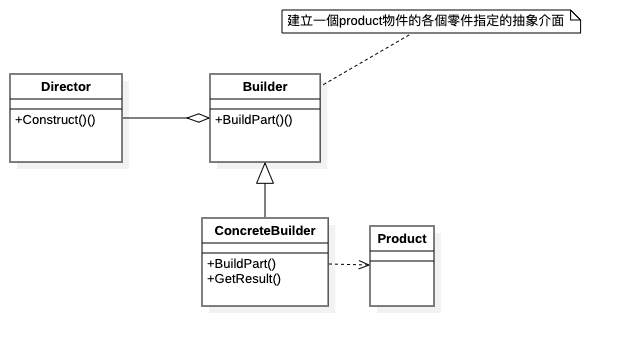 建立一個product物件的各個零件指定的抽象介面
Director
+Construct()()
Builder
+BuildPart()()
ConcreteBuilder
+BuildPart()
+GetResult()
Product